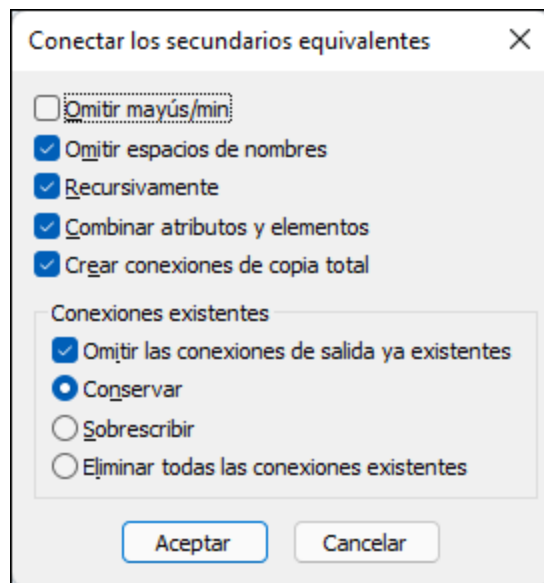 Conectar los secundarios equivalentes
Omitir mayús/min
Omitir espacios de nombres
Recursivamente
Combinar atributos y elementos
Crear conexiones de copia total
Conexiones existentes
Omitir las conexiones de salida ya existentes
Conservar
Sobrescribir
Eliminar todas las conexiones existentes
Aceptar Cancelar